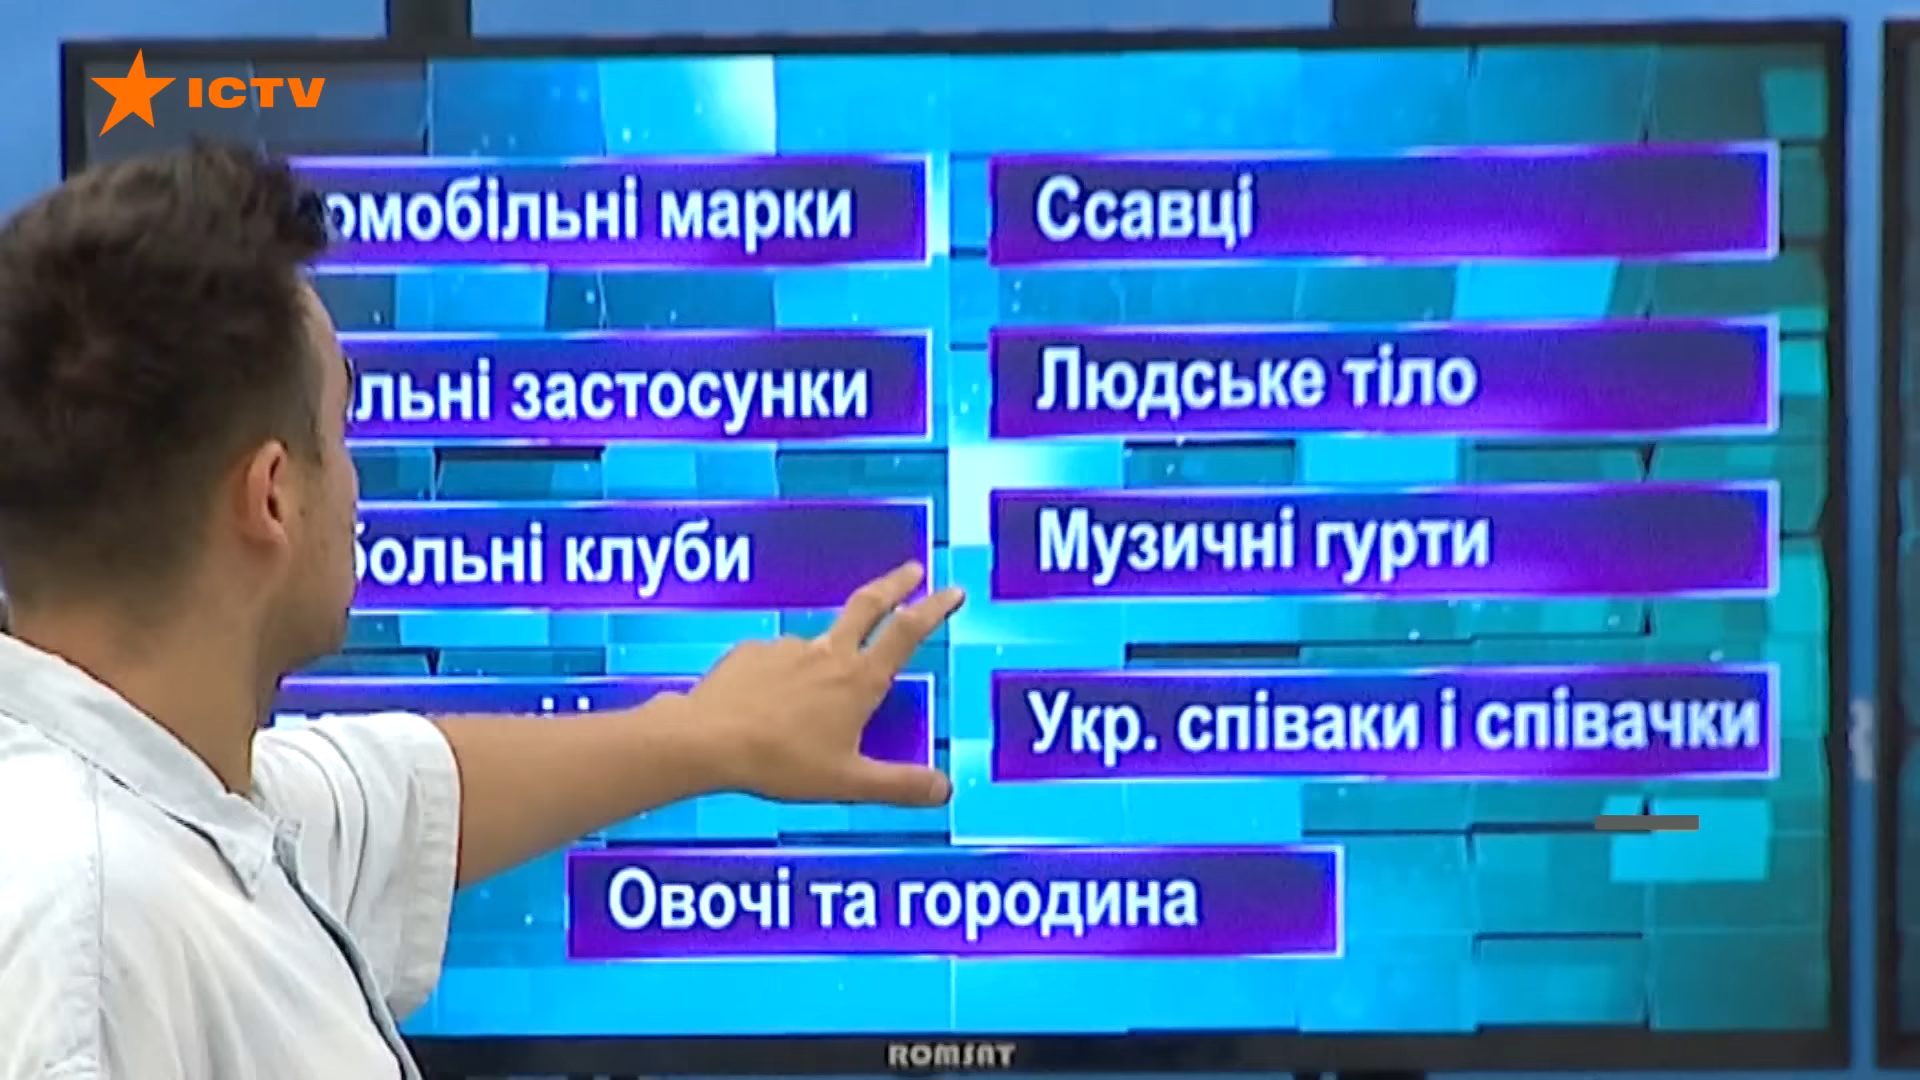 ICTV
омобільні марки
Ссавці
льні застосунки
Людське тіло
больні клуби
Музичні гурти
Укр. співаки і співачки
Овочі та городина
ROMSAT